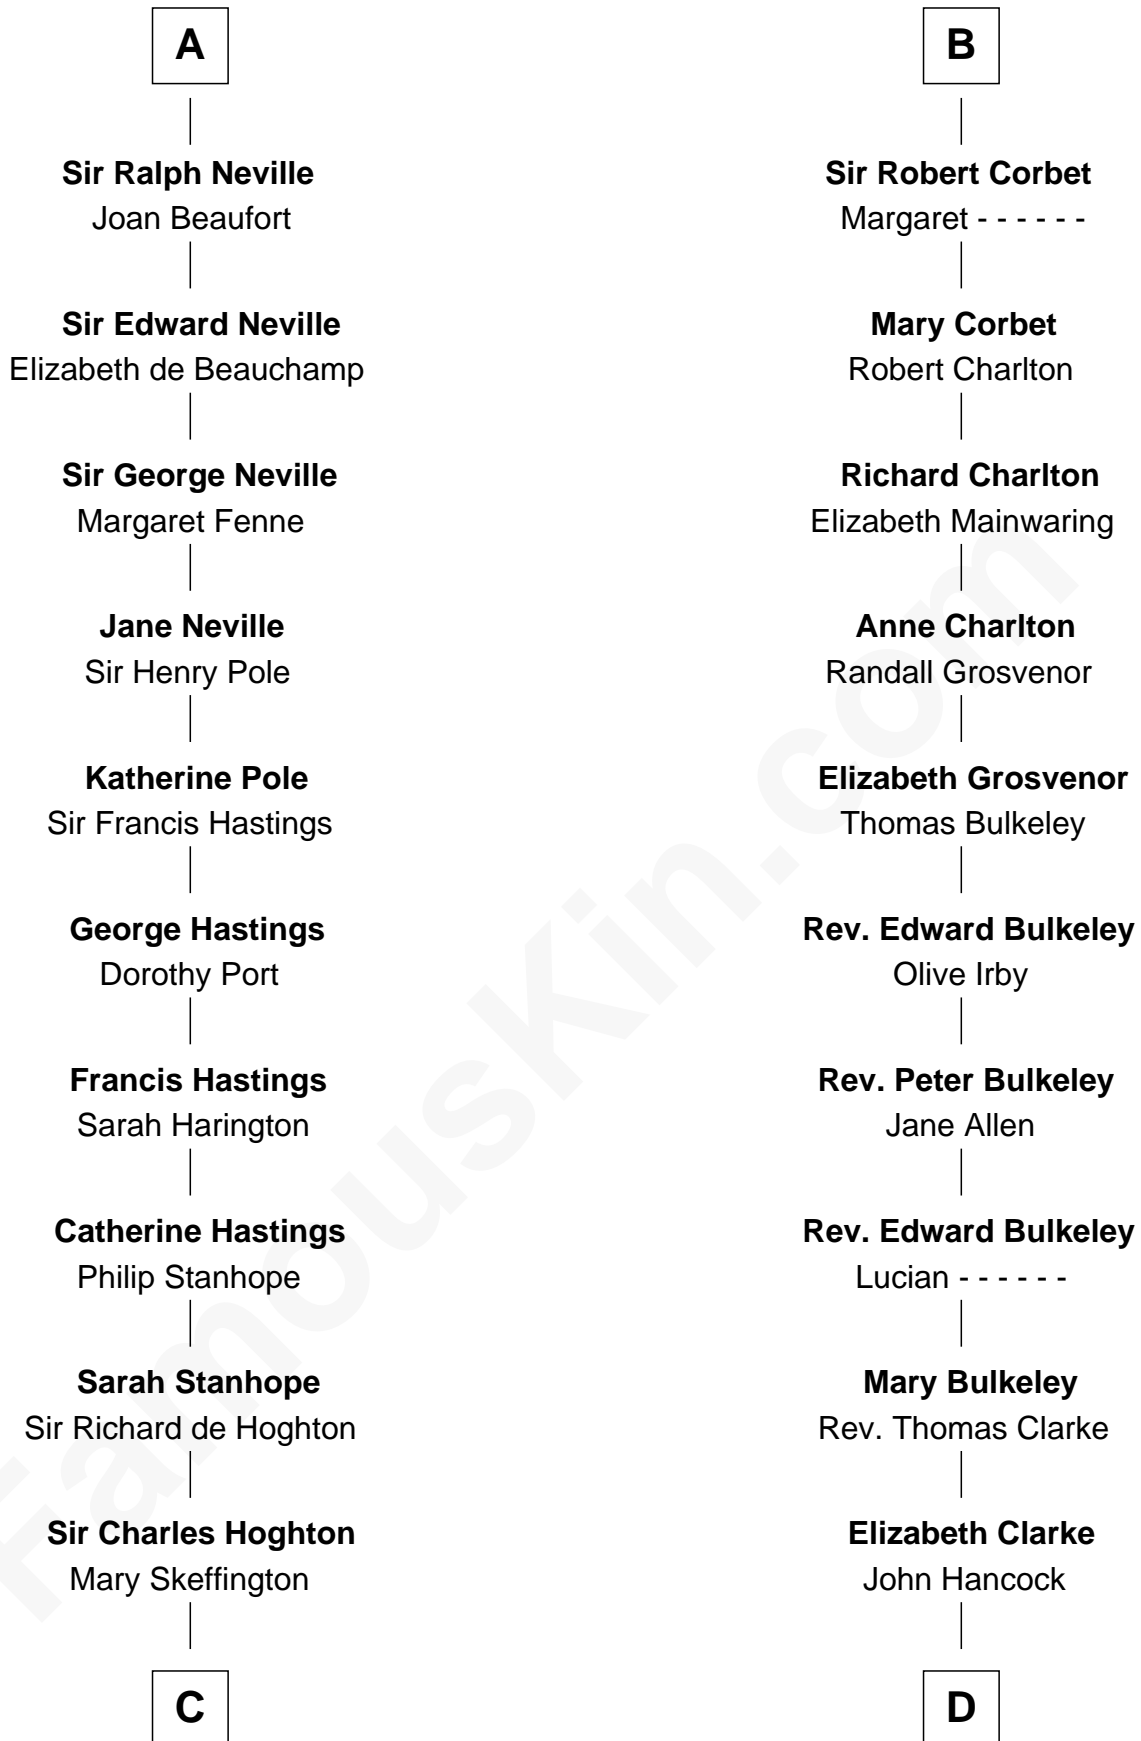 A
Sir Ralph Neville
Joan Beaufort
Sir Edward Neville
Elizabeth de Beauchamp
Sir George Neville
Margaret Fenne
Jane Neville
Sir Henry Pole
Katherine Pole
Sir Francis Hastings
George Hastings
Dorothy Port
Francis Hastings
Sarah Harington
Catherine Hastings
Philip Stanhope
Sarah Stanhope
Sir Richard de Hoghton
Sir Charles Hoghton
Mary Skeffington
C
B
Sir Robert Corbet
Margaret - - - - - -
Mary Corbet
Robert Charlton
Richard Charlton
Elizabeth Mainwaring
Anne Charlton
Randall Grosvenor
Elizabeth Grosvenor
Thomas Bulkeley
Rev. Edward Bulkeley
Olive Irby
Rev. Peter Bulkeley
Jane Allen
Rev. Edward Bulkeley
Lucian - - - - - -
Mary Bulkeley
Rev. Thomas Clarke
Elizabeth Clarke
John Hancock
D
FamousKin.com